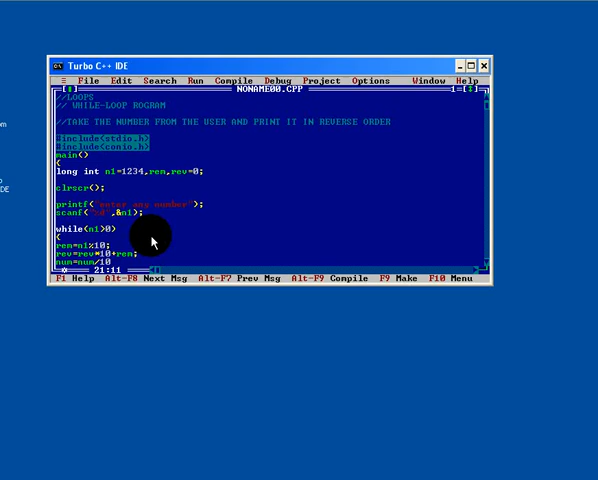 Turbo C++ IDE
≡ File Edit Search Run Compile Debug Project Options Window Help
[■] NONAME00.CPP 1=[↕]
//LOOPS
// WHILE-LOOP ROGRAM
//TAKE THE NUMBER FROM THE USER AND PRINT IT IN REVERSE ORDER
#include<stdio.h>
#include<conio.h>
main()
{
long int n1=1234,rem,rev=0;
clrscr();
printf("enter any number");
scanf("%d",&n1);
while(n1>0)
{
rem=n1%10;
rev=rev*10+rem;
num=num/10
21:11
F1 Help Alt-F8 Next Msg Alt-F7 Prev Msg Alt-F9 Compile F9 Make F10 Menu
om
o
DE